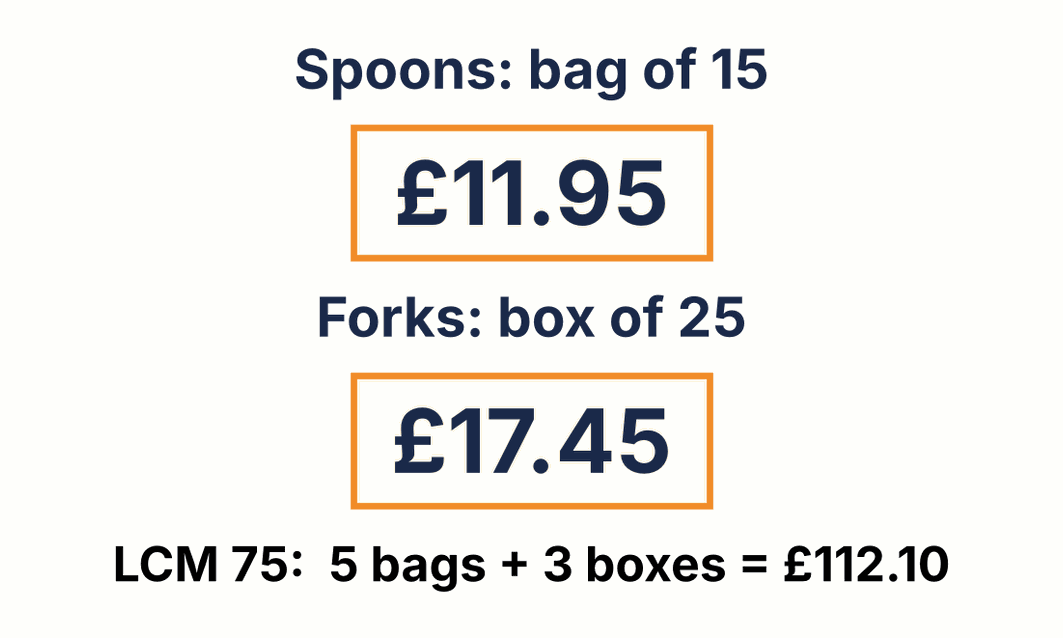 Spoons: bag of 15
£11.95
Forks: box of 25
£17.45
LCM 75: 5 bags + 3 boxes = £112.10